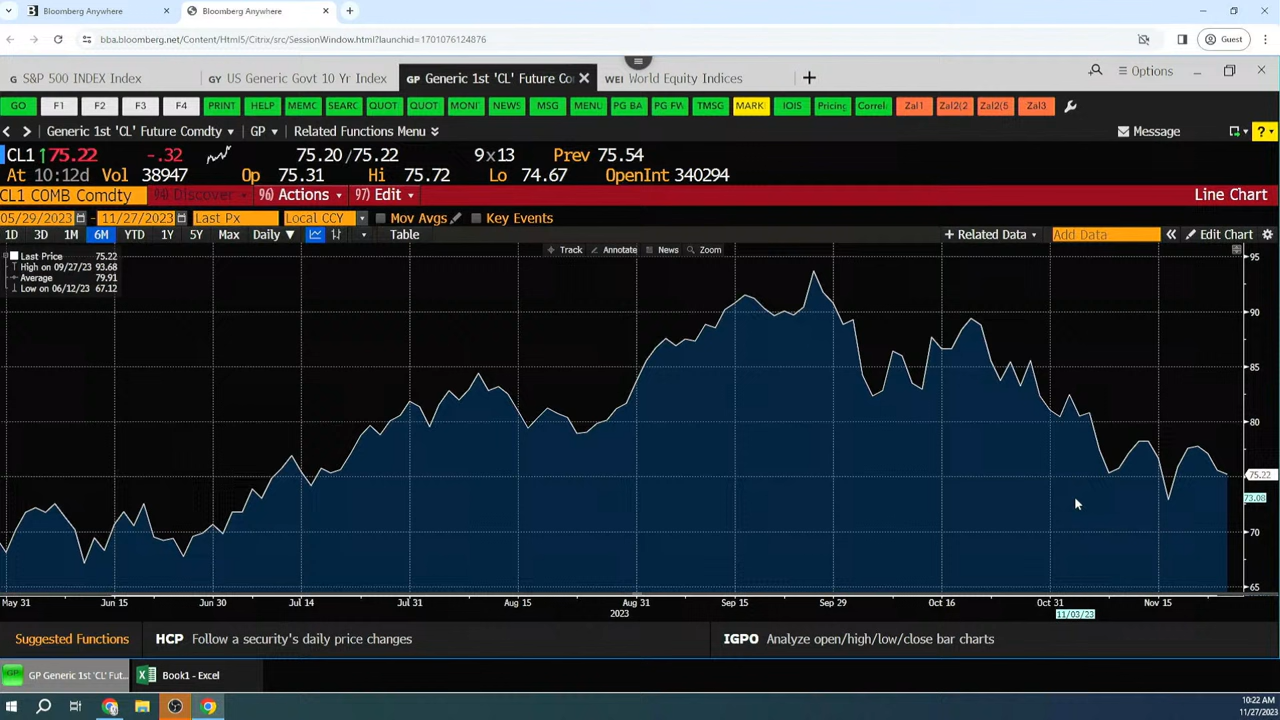 Bloomberg Anywhere
Bloomberg Anywhere
bba.bloomberg.net/Content/Html5/Citrix/src/SessionWindow.html?launchid=1701076124876
Guest
G S&P 500 INDEX Index
GY US Generic Govt 10 Yr Index
GP Generic 1st 'CL' Future Co
WEI World Equity Indices
Options
GO F1 F2 F3 F4 PRINT HELP MEMC SEARC QUOT QUOT MONI NEWS MSG MENU PG BA PG FW TMSG MARK IOIS Pricing Correl Zal1 Zal2(2 Zal2(5 Zal3
Generic 1st 'CL' Future Comdty GP Related Functions Menu Message ?
CL1 ↑75.22 -.32 75.20/75.22 9x13 Prev 75.54
At 10:12d Vol 38947 Op 75.31 Hi 75.72 Lo 74.67 OpenInt 340294
CL1 COMB Comdty 94) Discover 96) Actions 97) Edit Line Chart
05/29/2023 - 11/27/2023 Last Px Local CCY Mov Avgs Key Events
1D 3D 1M 6M YTD 1Y 5Y Max Daily▼ Table + Related Data Add Data « Edit Chart
Track Annotate News Zoom
Last Price 75.22
High on 09/27/23 93.68
Average 79.91
Low on 06/12/23 67.12
95
90
85
80
75.22
73.08
70
65
May 31 Jun 15 Jun 30 Jul 14 Jul 31 Aug 15 Aug 31 Sep 15 Sep 29 Oct 16 Oct 31 Nov 15
2023
11/03/23
Suggested Functions HCP Follow a security's daily price changes IGPO Analyze open/high/low/close bar charts
GP GP Generic 1st 'CL' Fut...
Book1 - Excel
10:22 AM
11/27/2023